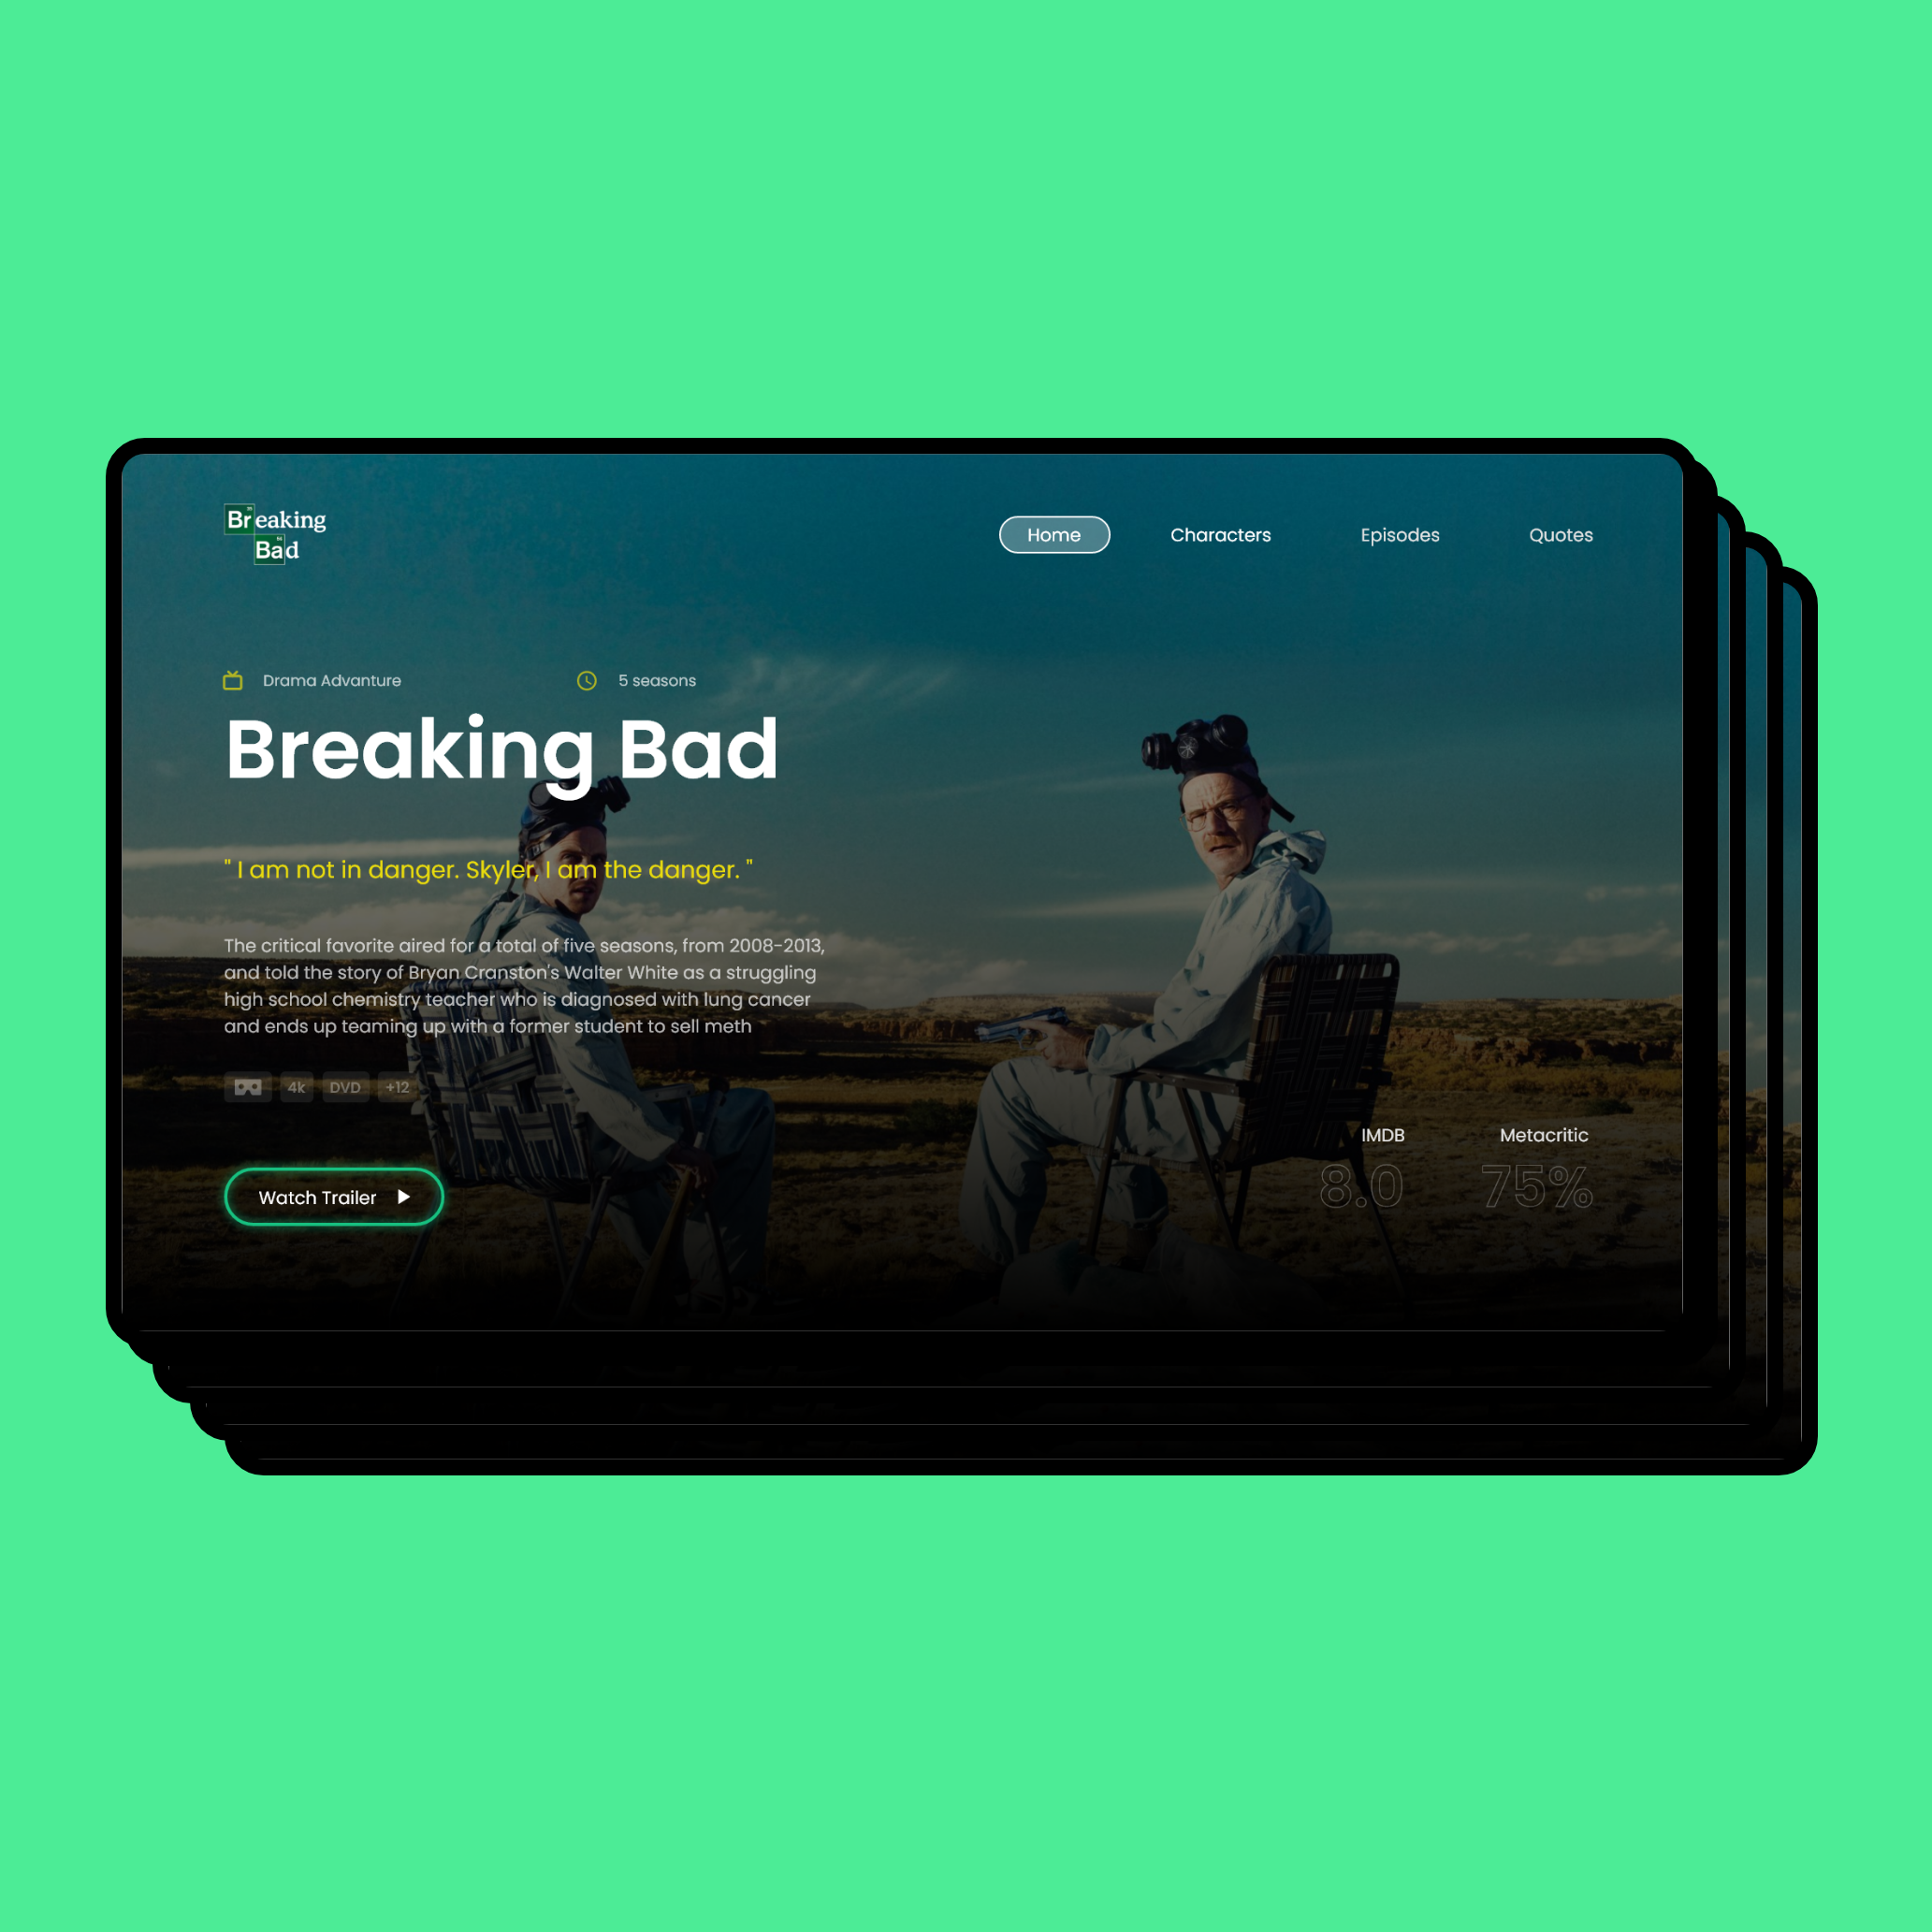 Breaking
Bad
Home Characters Episodes Quotes
Drama Advanture 5 seasons
Breaking Bad
" I am not in danger. Skyler, I am the danger. "
The critical favorite aired for a total of five seasons, from 2008-2013,
and told the story of Bryan Cranston's Walter White as a struggling
high school chemistry teacher who is diagnosed with lung cancer
and ends up teaming up with a former student to sell meth
4k DVD +12
IMDB Metacritic
8.0 75%
Watch Trailer